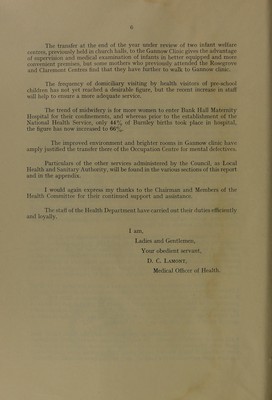 6
The transfer at the end of the year under review of two infant welfare
centres, previously held in church halls, to the Gannow Clinic gives the advantage
of supervision and medical examination of infants in better equipped and more
convenient premises, but some mothers who previously attended the Rosegrove
and Claremont Centres find that they have further to walk to Gannow clinic.
The frequency of domiciliary visiting by health visitors of pre-school
children has not yet reached a desirable figure, but the recent increase in staff
will help to ensure a more adequate service.
The trend of midwifery is for more women to enter Bank Hall Maternity
Hospital for their confinements, and whereas prior to the establishment of the
National Health Service, only 44% of Burnley births took place in hospital,
the figure has now increased to 66%.
The improved environment and brighter rooms in Gannow clinic have
amply justified the transfer there of the Occupation Centre for mental defectives.
Particulars of the other services administered by the Council, as Local
Health and Sanitary Authority, will be found in the various sections of this report
and in the appendix.
I would again express my thanks to the Chairman and Members of the
Health Committee for their continued support and assistance.
The staff of the Health Department have carried out their duties efficiently
and loyally.
I am,
Ladies and Gentlemen,
Your obedient servant,
D. C. Lamont,
Medical Officer of Health.